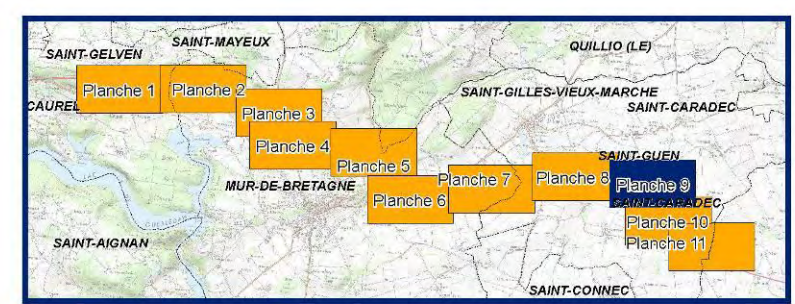 SAINT-MAYEUX
SAINT-GELVEN
QUILLIO (LE)
Planche 1
Planche 2
SAINT-GILLES-VIEUX-MARCHE
CAUREL
SAINT-CARADEC
Planche 3
Planche 4
SAINT-GUEN
Planche 5
Planche 7
Planche 8
MUR-DE-BRETAGNE
Planche 9
Planche 6
SAINT-CARADEC
Planche 10
SAINT-AIGNAN
Planche 11
SAINT-CONNEC